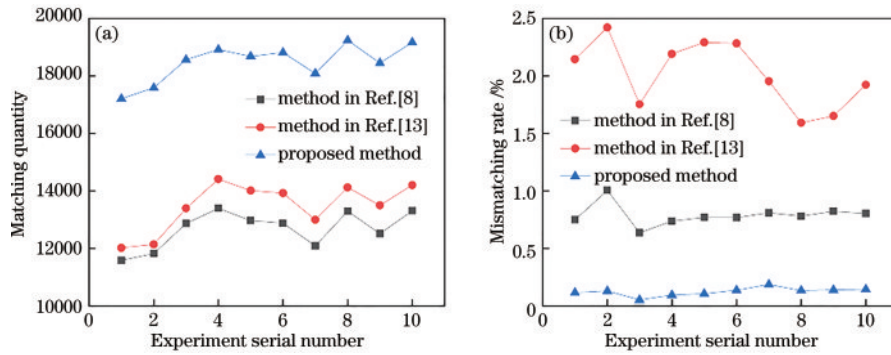 (a)
20000
18000
16000
14000
12000
10000
Matching quantity
method in Ref.[8]
method in Ref.[13]
proposed method
0
2
4
6
8
10
Experiment serial number
(b)
2.5
2.0
1.5
1.0
0.5
0
Mismatching rate /%
method in Ref.[8]
method in Ref.[13]
proposed method
0
2
4
6
8
10
Experiment serial number